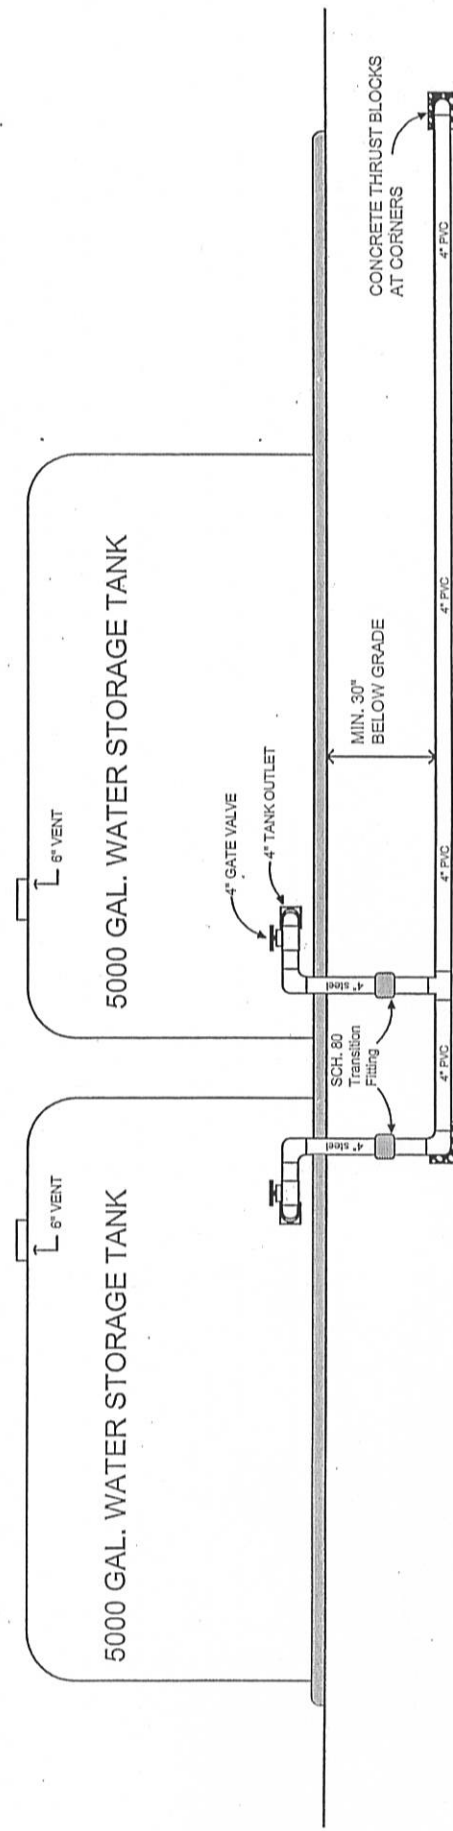 6" VENT
5000 GAL. WATER STORAGE TANK
6" VENT
5000 GAL. WATER STORAGE TANK
4" GATE VALVE
4" TANK OUTLET
4" steel
4" steel
SCH. 80
Transition
Fitting
MIN. 30"
BELOW GRADE
CONCRETE THRUST BLOCKS
AT CORNERS
4" PVC
4" PVC
4" PVC
4" PVC